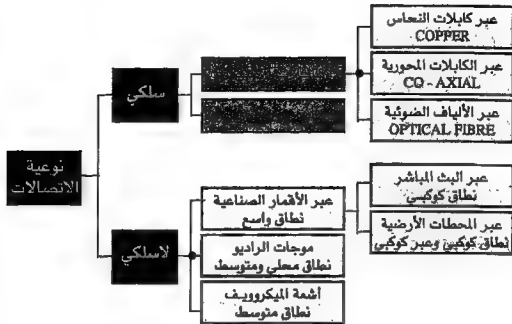 نوعية
الاتصالات
سلكي
عبر كابلات النحاس
COPPER
عبر الكابلات المحورية
CO - AXIAL
عبر الألياف الضوئية
OPTICAL FIBRE
لاسلكي
عبر الأقمار الصناعية
نطاق واسع
عبر البث المباشر
نطاق كوكبي
عبر المحطات الأرضية
نطاق كوكبي وعبر كوكبي
موجات الراديو
نطاق محلي ومتوسط
أشعة الميكروويف
نطاق متوسط